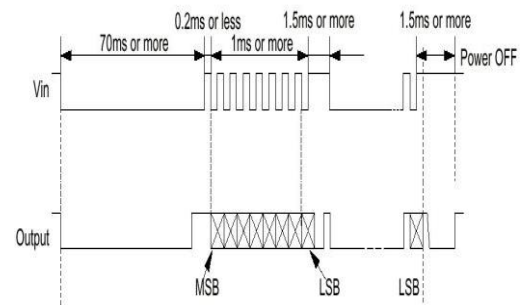 0.2ms or less
1.5ms or more
1.5ms or more
70ms or more
1ms or more
Power OFF
Vin
Output
MSB
LSB
LSB